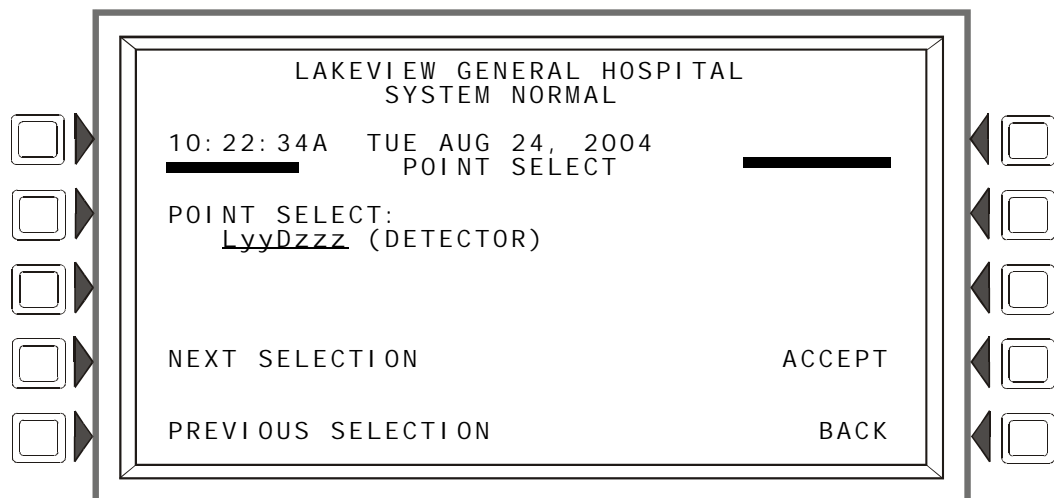 LAKEVIEW GENERAL HOSPITAL
SYSTEM NORMAL
10:22:34A TUE AUG 24, 2004
POINT SELECT
POINT SELECT:
LyyDzzz (DETECTOR)
NEXT SELECTION ACCEPT
PREVIOUS SELECTION BACK